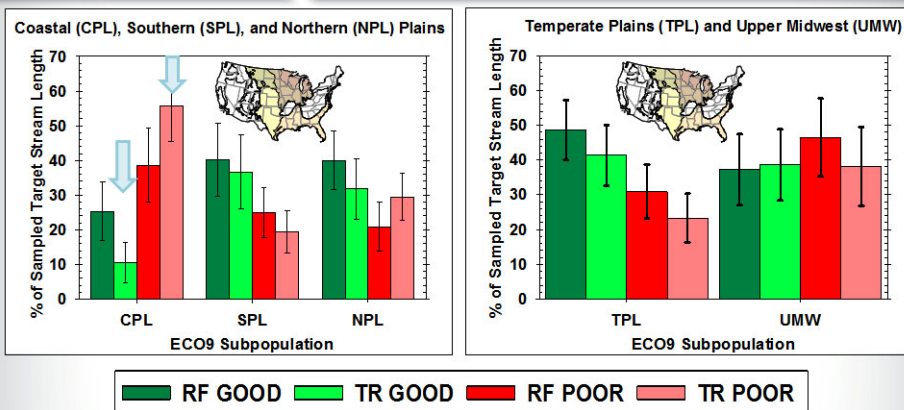 Coastal (CPL), Southern (SPL), and Northern (NPL) Plains
% of Sampled Target Stream Length
70
60
50
40
30
20
10
0
CPL SPL NPL
ECO9 Subpopulation
Temperate Plains (TPL) and Upper Midwest (UMW)
% of Sampled Target Stream Length
70
60
50
40
30
20
10
0
TPL UMW
ECO9 Subpopulation
RF GOOD TR GOOD RF POOR TR POOR